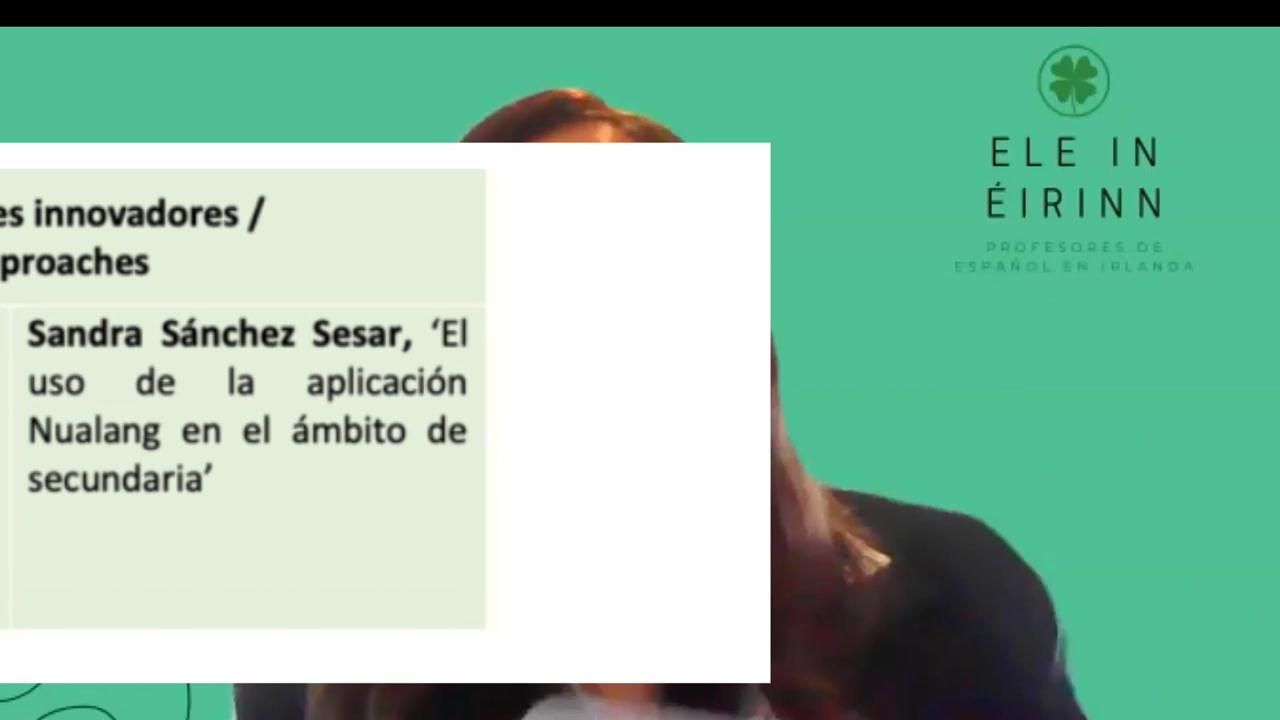 ELE IN
ÉIRINN
PROFESORES DE
ESPAÑOL EN IRLANDA
es innovadores /
proaches
Sandra Sánchez Sesar, ‘El
uso de la aplicación
Nualang en el ámbito de
secundaria’